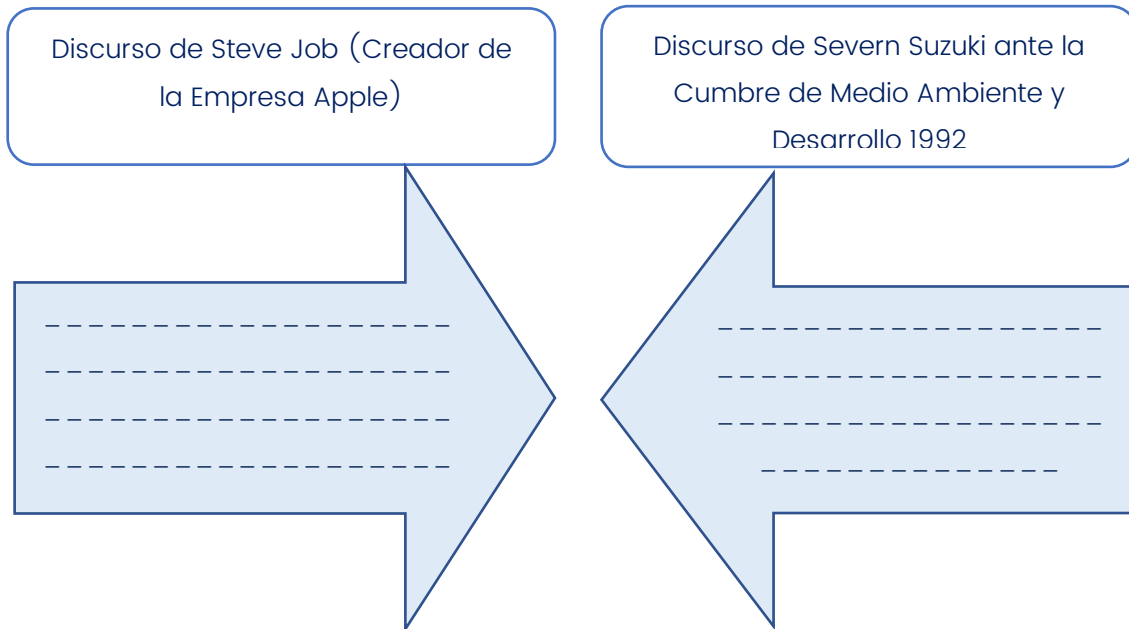 Discurso de Steve Job (Creador de
la Empresa Apple)
Discurso de Severn Suzuki ante la
Cumbre de Medio Ambiente y
Desarrollo 1992